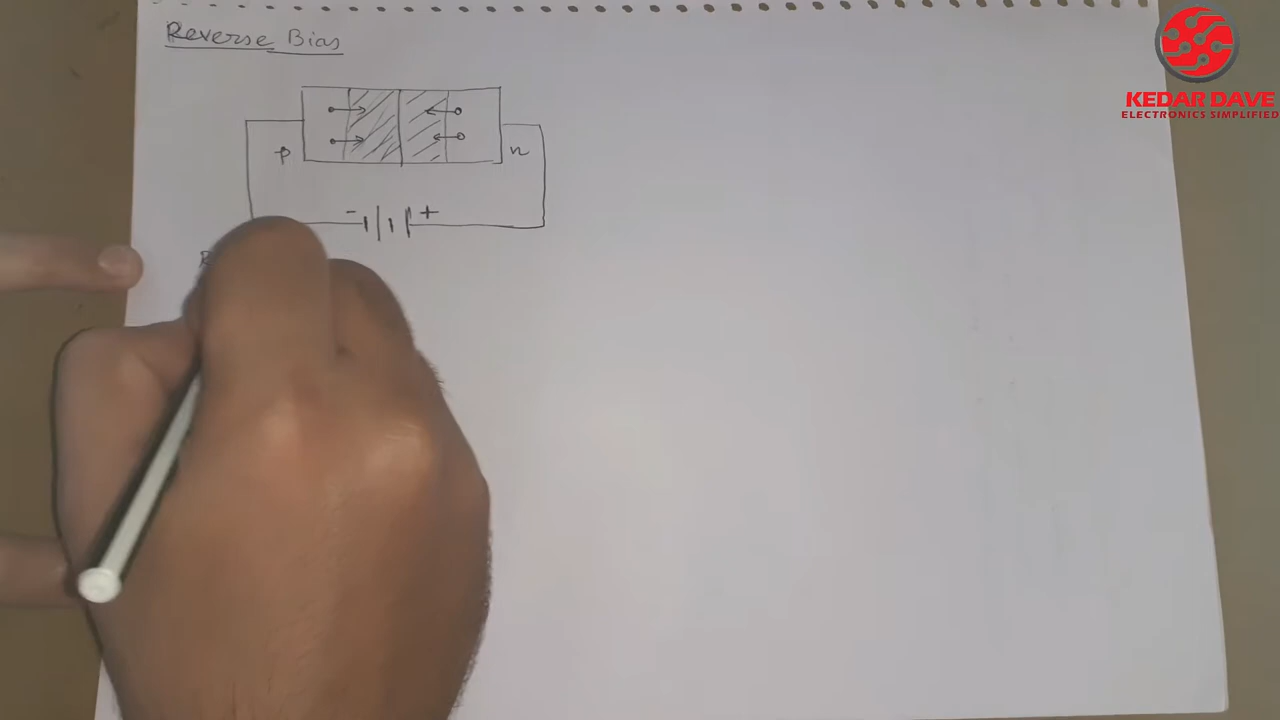 Reverse Bias
p
n
- +
KEDAR DAVE
ELECTRONICS SIMPLIFIED